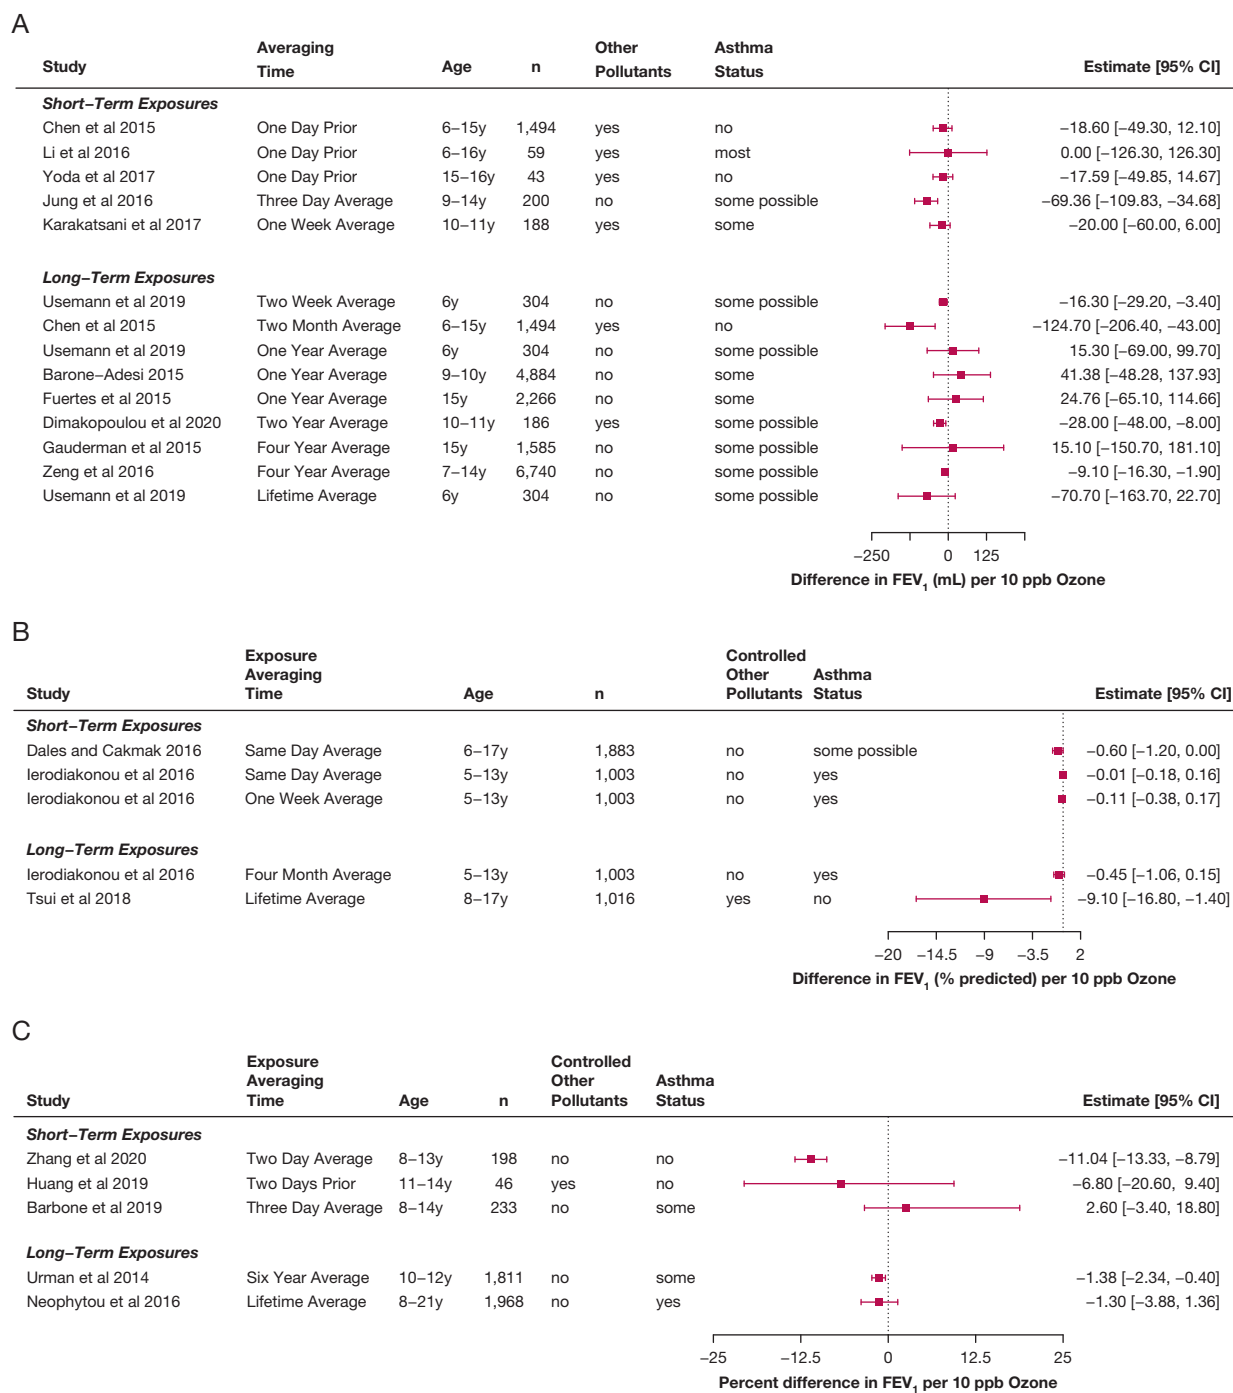 A
Study Averaging Time Age n Other Pollutants Asthma Status Estimate [95% CI]
Short−Term Exposures
Chen et al 2015 One Day Prior 6−15y 1,494 yes no −18.60 [−49.30, 12.10]
Li et al 2016 One Day Prior 6−16y 59 yes most 0.00 [−126.30, 126.30]
Yoda et al 2017 One Day Prior 15−16y 43 yes no −17.59 [−49.85, 14.67]
Jung et al 2016 Three Day Average 9−14y 200 no some possible −69.36 [−109.83, −34.68]
Karakatsani et al 2017 One Week Average 10−11y 188 yes some −20.00 [−60.00, 6.00]
Long−Term Exposures
Usemann et al 2019 Two Week Average 6y 304 no some possible −16.30 [−29.20, −3.40]
Chen et al 2015 Two Month Average 6−15y 1,494 yes no −124.70 [−206.40, −43.00]
Usemann et al 2019 One Year Average 6y 304 no some possible 15.30 [−69.00, 99.70]
Barone−Adesi 2015 One Year Average 9−10y 4,884 no some 41.38 [−48.28, 137.93]
Fuertes et al 2015 One Year Average 15y 2,266 no some 24.76 [−65.10, 114.66]
Dimakopoulou et al 2020 Two Year Average 10−11y 186 yes some possible −28.00 [−48.00, −8.00]
Gauderman et al 2015 Four Year Average 15y 1,585 no some possible 15.10 [−150.70, 181.10]
Zeng et al 2016 Four Year Average 7−14y 6,740 no some possible −9.10 [−16.30, −1.90]
Usemann et al 2019 Lifetime Average 6y 304 no some possible −70.70 [−163.70, 22.70]
−250 0 125
Difference in FEV1 (mL) per 10 ppb Ozone
B
Study Exposure Averaging Time Age n Controlled Other Pollutants Asthma Status Estimate [95% CI]
Short−Term Exposures
Dales and Cakmak 2016 Same Day Average 6−17y 1,883 no some possible −0.60 [−1.20, 0.00]
Ierodiakonou et al 2016 Same Day Average 5−13y 1,003 no yes −0.01 [−0.18, 0.16]
Ierodiakonou et al 2016 One Week Average 5−13y 1,003 no yes −0.11 [−0.38, 0.17]
Long−Term Exposures
Ierodiakonou et al 2016 Four Month Average 5−13y 1,003 no yes −0.45 [−1.06, 0.15]
Tsui et al 2018 Lifetime Average 8−17y 1,016 yes no −9.10 [−16.80, −1.40]
−20 −14.5 −9 −3.5 2
Difference in FEV1 (% predicted) per 10 ppb Ozone
C
Study Exposure Averaging Time Age n Controlled Other Pollutants Asthma Status Estimate [95% CI]
Short−Term Exposures
Zhang et al 2020 Two Day Average 8−13y 198 no no −11.04 [−13.33, −8.79]
Huang et al 2019 Two Days Prior 11−14y 46 yes no −6.80 [−20.60, 9.40]
Barbone et al 2019 Three Day Average 8−14y 233 no some 2.60 [−3.40, 18.80]
Long−Term Exposures
Urman et al 2014 Six Year Average 10−12y 1,811 no some −1.38 [−2.34, −0.40]
Neophytou et al 2016 Lifetime Average 8−21y 1,968 no yes −1.30 [−3.88, 1.36]
−25 −12.5 0 12.5 25
Percent difference in FEV1 per 10 ppb Ozone